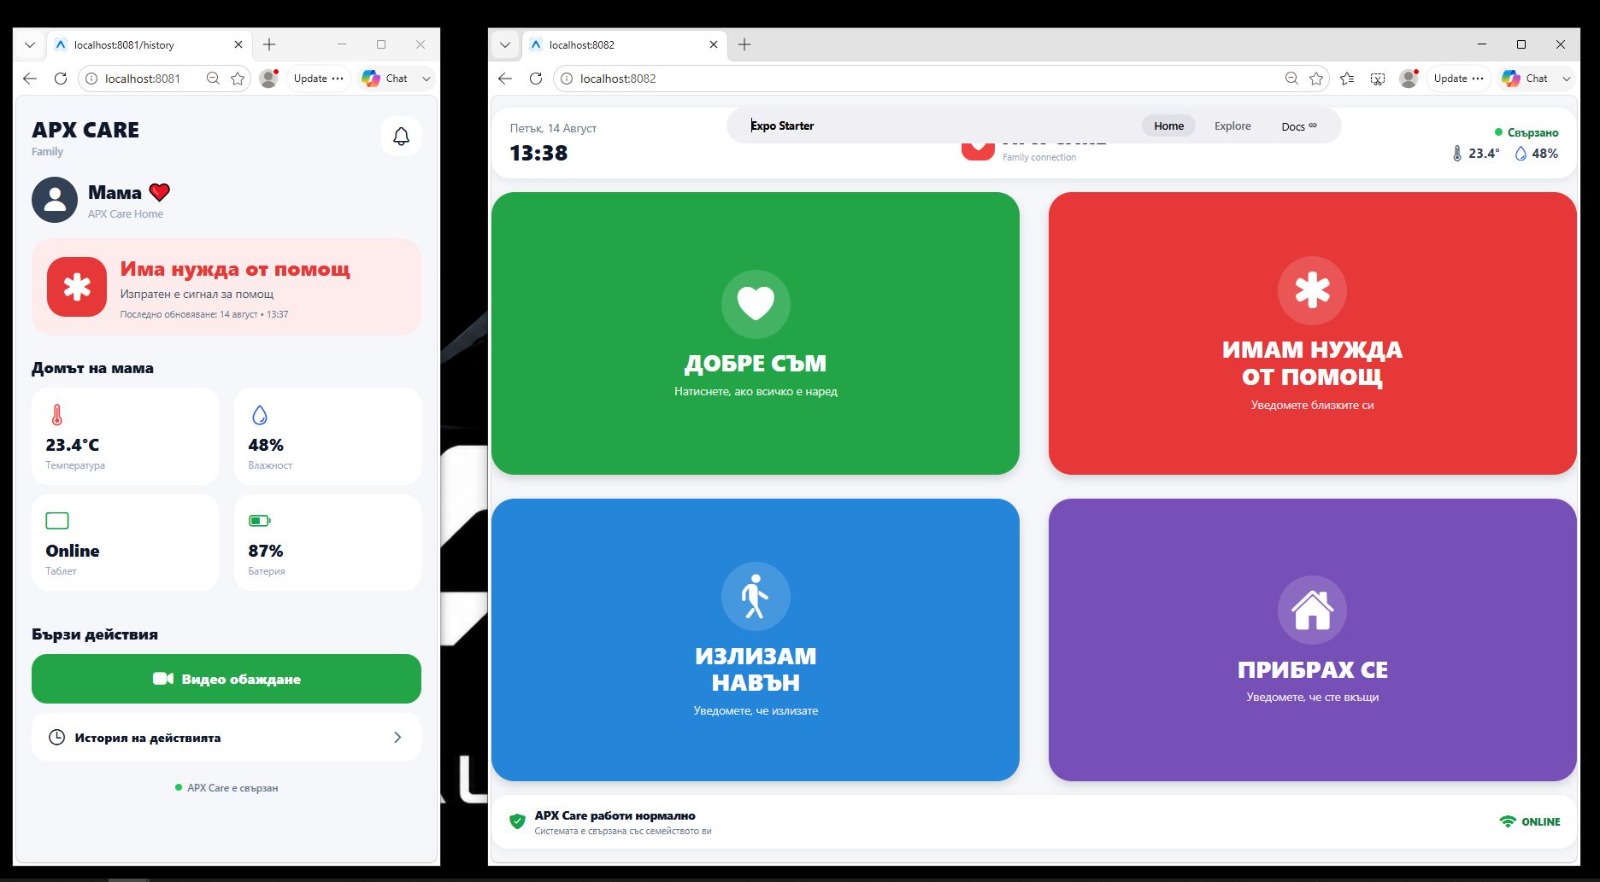 localhost:8081/history
localhost:8081
Update
Chat
APX CARE
Family
Мама
APX Care Home
Има нужда от помощ
Изпратен е сигнал за помощ
Последно обновяване: 14 август • 13:37
Домът на мама
23.4°C
Температура
48%
Влажност
Online
Таблет
87%
Батерия
Бързи действия
Видео обаждане
История на действията
APX Care е свързан
localhost:8082
localhost:8082
Update
Chat
Петък, 14 Август
13:38
Expo Starter
Home
Explore
Docs
Family connection
Свързано
23.4°
48%
ДОБРЕ СЪМ
Натиснете, ако всичко е наред
ИМАМ НУЖДА
ОТ ПОМОЩ
Уведомете близките си
ИЗЛИЗАМ
НАВЪН
Уведомете, че излизате
ПРИБРАХ СЕ
Уведомете, че сте вкъщи
APX Care работи нормално
Системата е свързана със семейството ви
ONLINE